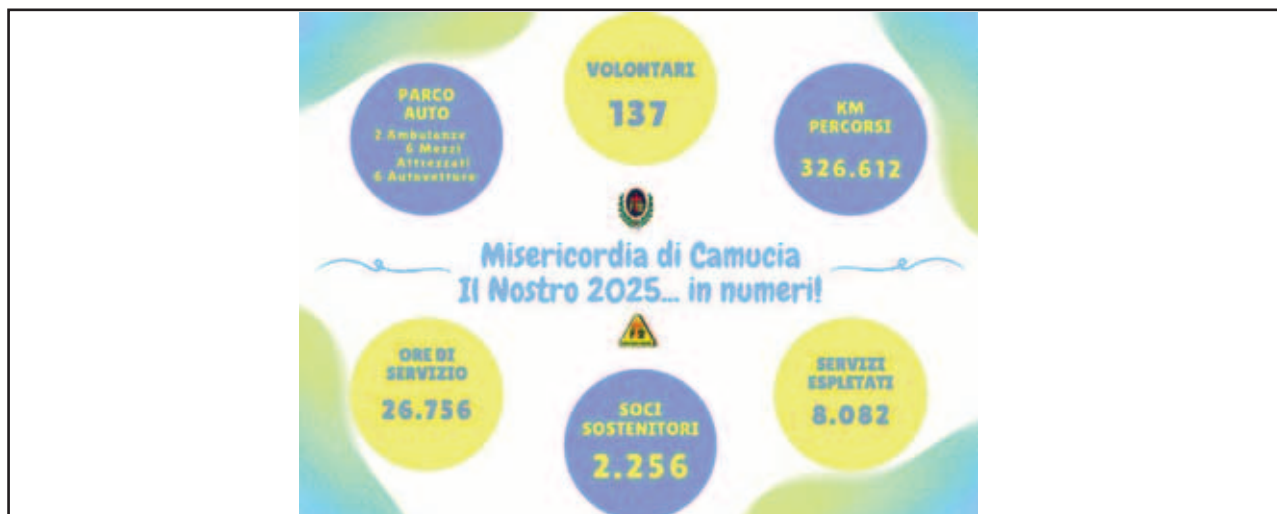 PARCO
AUTO
2 Ambulanze
6 Mezzi
Attrezzati
6 Autovetture
VOLONTARI
137
KM
PERCORSI
326.612
Misericordia di Camucia
Il Nostro 2025... in numeri!
ORE DI
SERVIZIO
26.756
SOCI
SOSTENITORI
2.256
SERVIZI
ESPLETATI
8.082